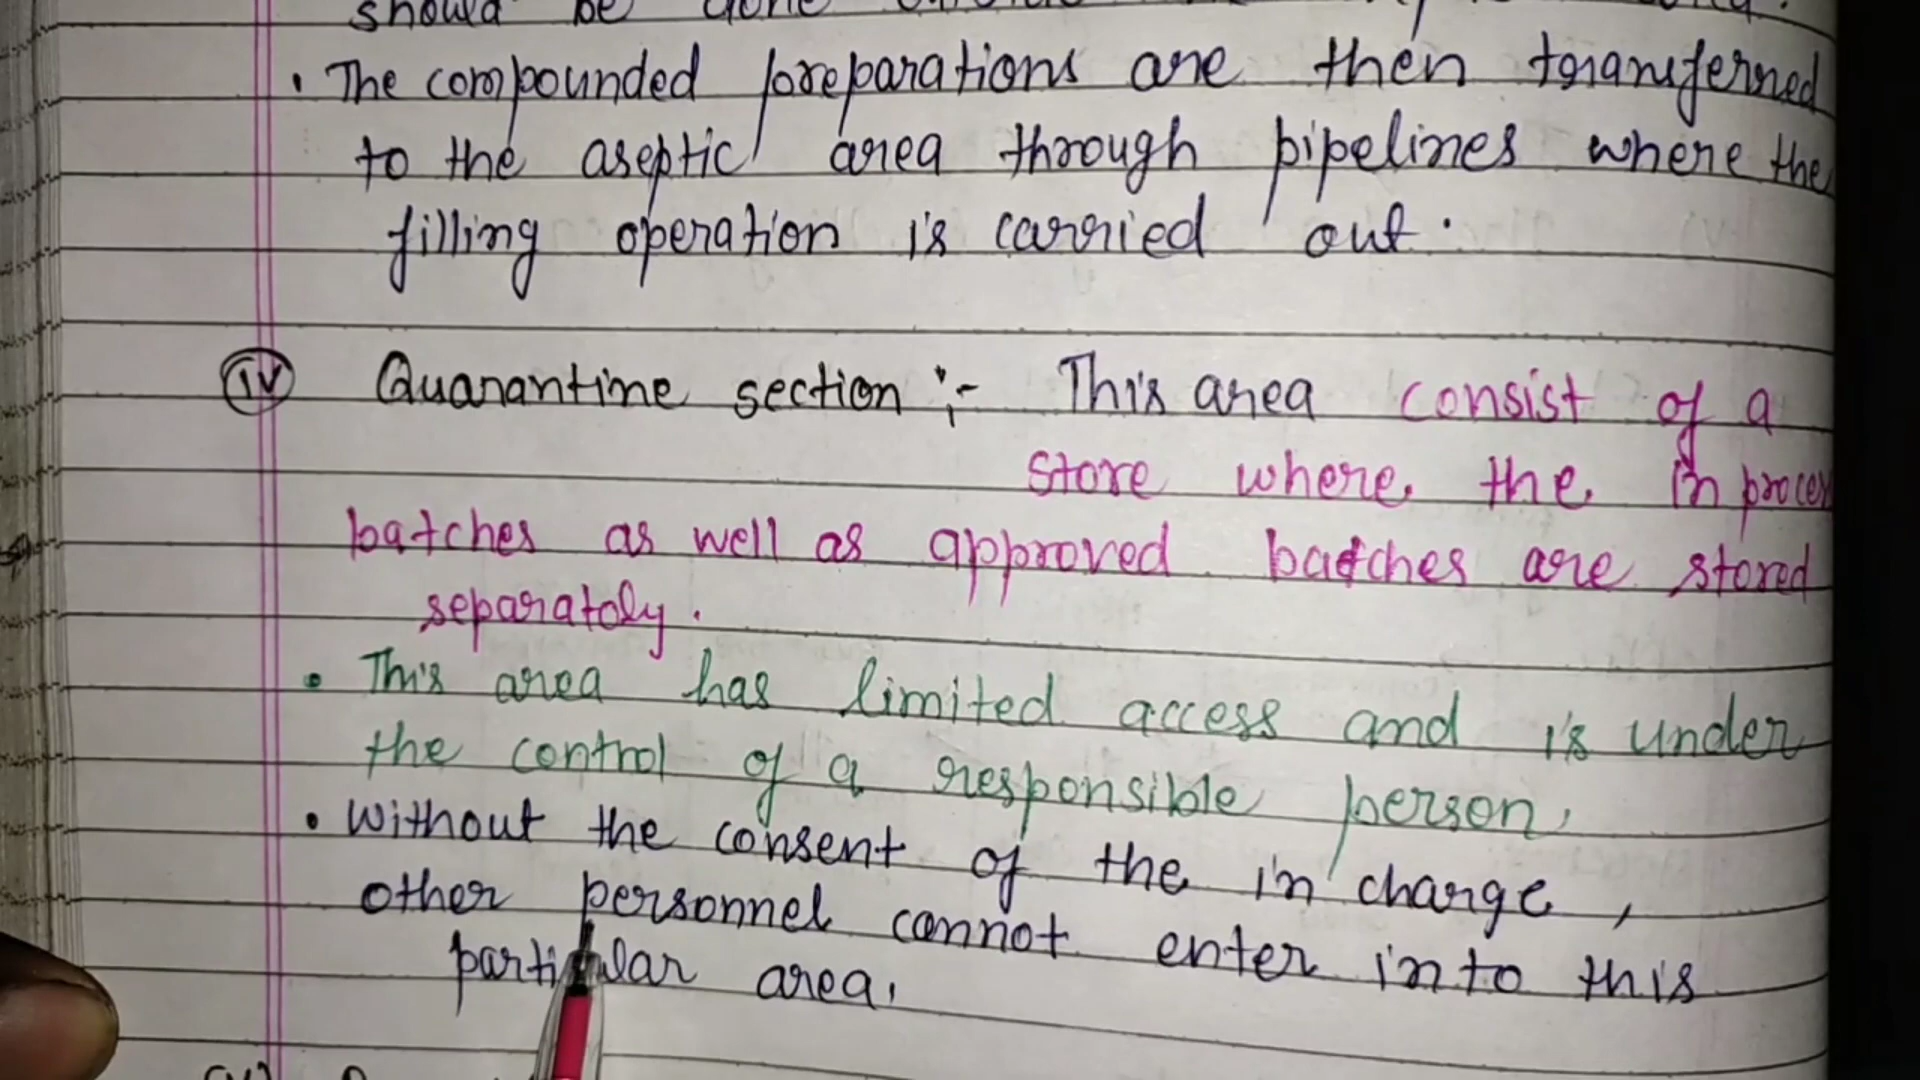 should be done
• The compounded preparations are then transferred
to the aseptic area through pipelines where the
filling operation is carried out.
(iv) Quarantine section :- This area consist of a
store where the in proces
batches as well as approved batches are stored
separatoly.
• This area has limited access and is under
the control of a responsible person.
• Without the consent of the in charge,
other personnel cannot enter into this
particular area.